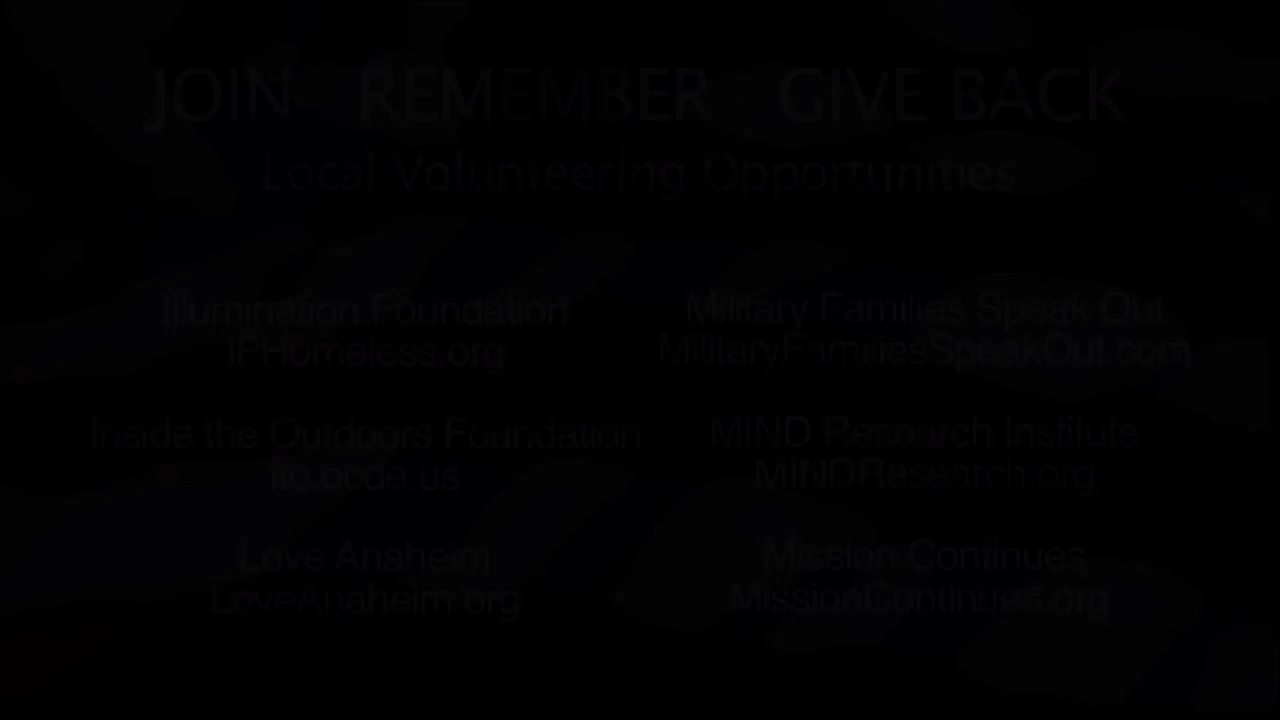 JOIN REMEMBER GIVE BACK
Local Volunteering Opportunities
Illumination Foundation
IFHomeless.org
Inside the Outdoors Foundation
ito.ocde.us
Love Anaheim
LoveAnaheim.org
Military Families Speak Out
MilitaryFamiliesSpeakOut.com
MIND Research Institute
MINDResearch.org
Mission Continues
MissionContinues.org